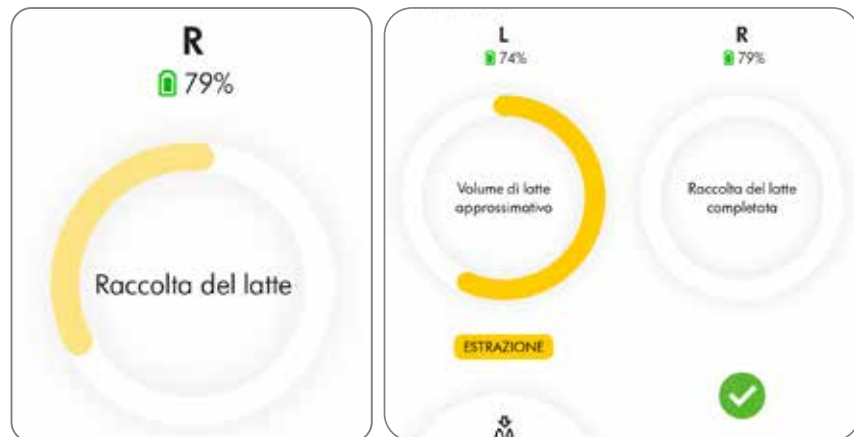 R
79%
Raccolta del latte
L
74%
Volume di latte
approssimativo
ESTRAZIONE
R
79%
Raccolta del latte
completata